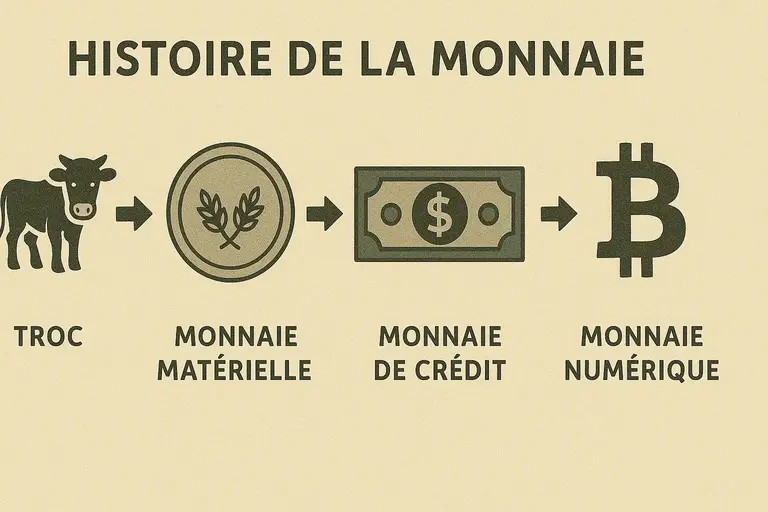 HISTOIRE DE LA MONNAIE
$
TROC
MONNAIE
MATÉRIELLE
MONNAIE
DE CRÉDIT
MONNAIE
NUMÉRIQUE